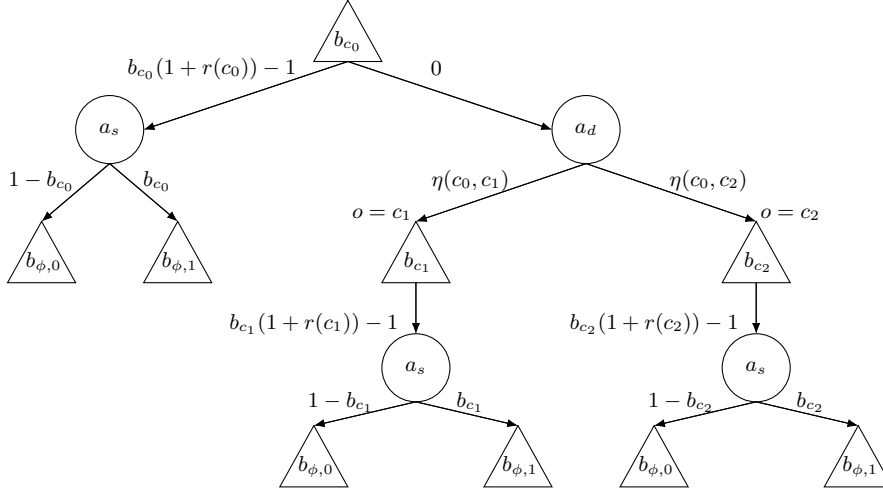 b_{c_0}
b_{c_0}(1 + r(c_0)) − 1
0
a_s
a_d
1 − b_{c_0}
b_{c_0}
η(c_0, c_1)
η(c_0, c_2)
o = c_1
o = c_2
b_{ϕ,0}
b_{ϕ,1}
b_{c_1}
b_{c_2}
b_{c_1}(1 + r(c_1)) − 1
b_{c_2}(1 + r(c_2)) − 1
a_s
a_s
1 − b_{c_1}
b_{c_1}
1 − b_{c_2}
b_{c_2}
b_{ϕ,0}
b_{ϕ,1}
b_{ϕ,0}
b_{ϕ,1}